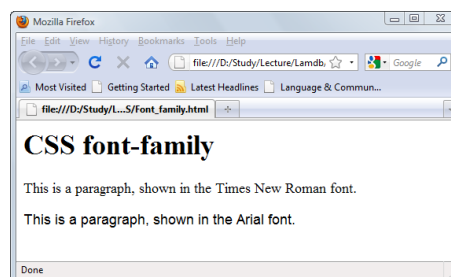 Mozilla Firefox
File Edit View History Bookmarks Tools Help
file:///D:/Study/Lecture/Lamdb, Google
Most Visited Getting Started Latest Headlines Language & Commun...
file:///D:/Study/L...S/Font_family.html
CSS font-family
This is a paragraph, shown in the Times New Roman font.
This is a paragraph, shown in the Arial font.
Done